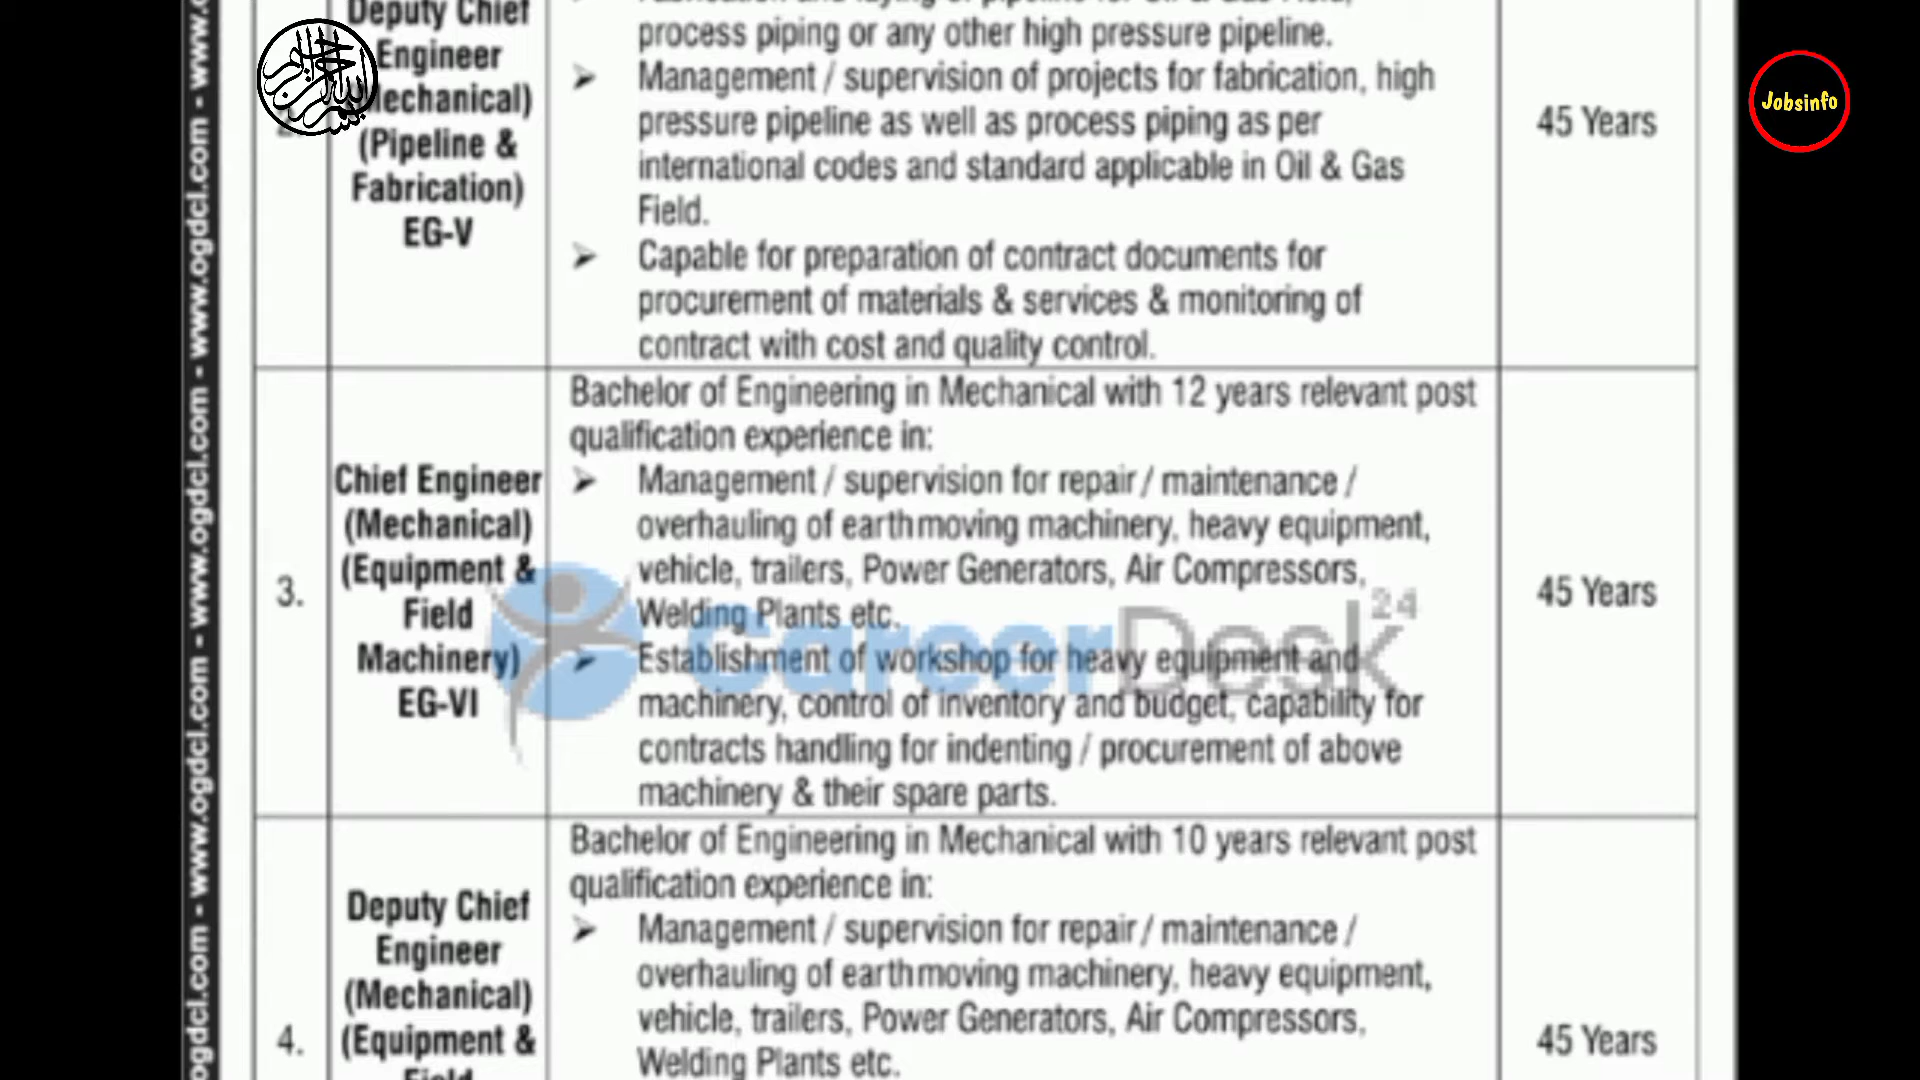 Deputy Chief
Engineer
Mechanical)
(Pipeline &
Fabrication)
EG-V
process piping or any other high pressure pipeline.
➢ Management / supervision of projects for fabrication, high
pressure pipeline as well as process piping as per
international codes and standard applicable in Oil & Gas
Field.
➢ Capable for preparation of contract documents for
procurement of materials & services & monitoring of
contract with cost and quality control.
45 Years
Jobsinfo
3.
Chief Engineer
(Mechanical)
(Equipment &
Field
Machinery)
EG-VI
Bachelor of Engineering in Mechanical with 12 years relevant post
qualification experience in:
➢ Management / supervision for repair / maintenance /
overhauling of earthmoving machinery, heavy equipment,
vehicle, trailers, Power Generators, Air Compressors,
Welding Plants etc.
➢ Establishment of workshop for heavy equipment and
machinery, control of inventory and budget, capability for
contracts handling for indenting / procurement of above
machinery & their spare parts.
45 Years
CareerDesk 24
4.
Deputy Chief
Engineer
(Mechanical)
(Equipment &
Field
Bachelor of Engineering in Mechanical with 10 years relevant post
qualification experience in:
➢ Management / supervision for repair / maintenance /
overhauling of earthmoving machinery, heavy equipment,
vehicle, trailers, Power Generators, Air Compressors,
Welding Plants etc.
45 Years
ogdcl.com - www.ogdcl.com - www.ogdcl.com - www.ogdcl.com - www.